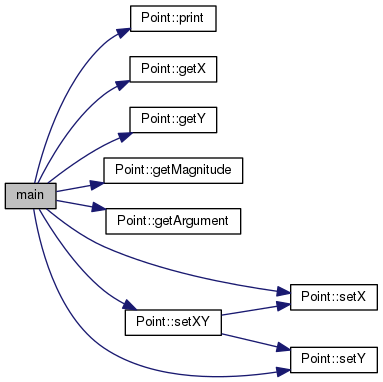 Point::print
Point::getX
Point::getY
Point::getMagnitude
main
Point::getArgument
Point::setX
Point::setXY
Point::setY